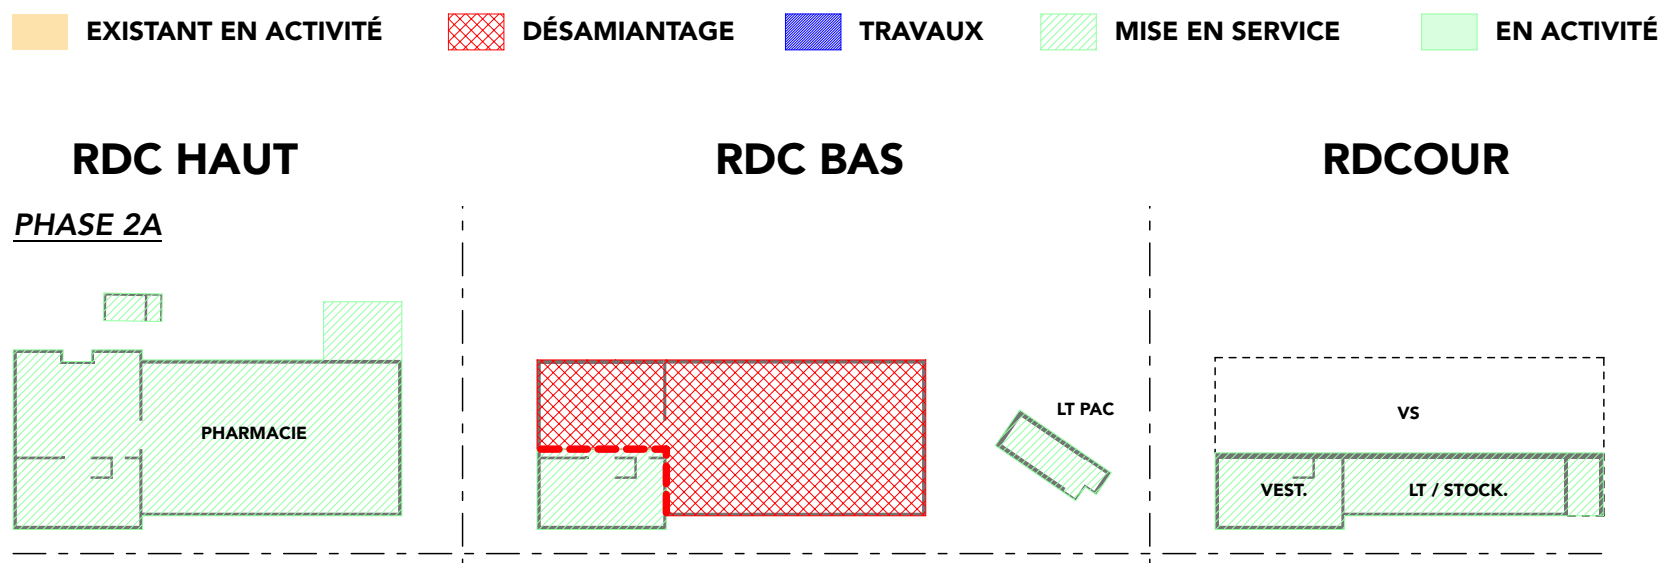 EXISTANT EN ACTIVITÉ DÉSAMIANTAGE TRAVAUX MISE EN SERVICE EN ACTIVITÉ
RDC HAUT RDC BAS RDCOUR
PHASE 2A
LT PAC
VS
PHARMACIE
VEST. LT / STOCK.